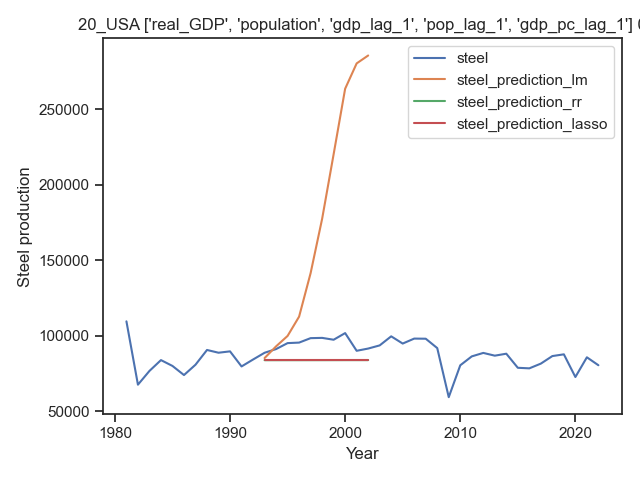 20_USA ['real_GDP', 'population', 'gdp_lag_1', 'pop_lag_1', 'gdp_pc_lag_1']
steel
steel_prediction_lm
steel_prediction_rr
steel_prediction_lasso
Steel production
250000
200000
150000
100000
50000
1980
1990
2000
2010
2020
Year